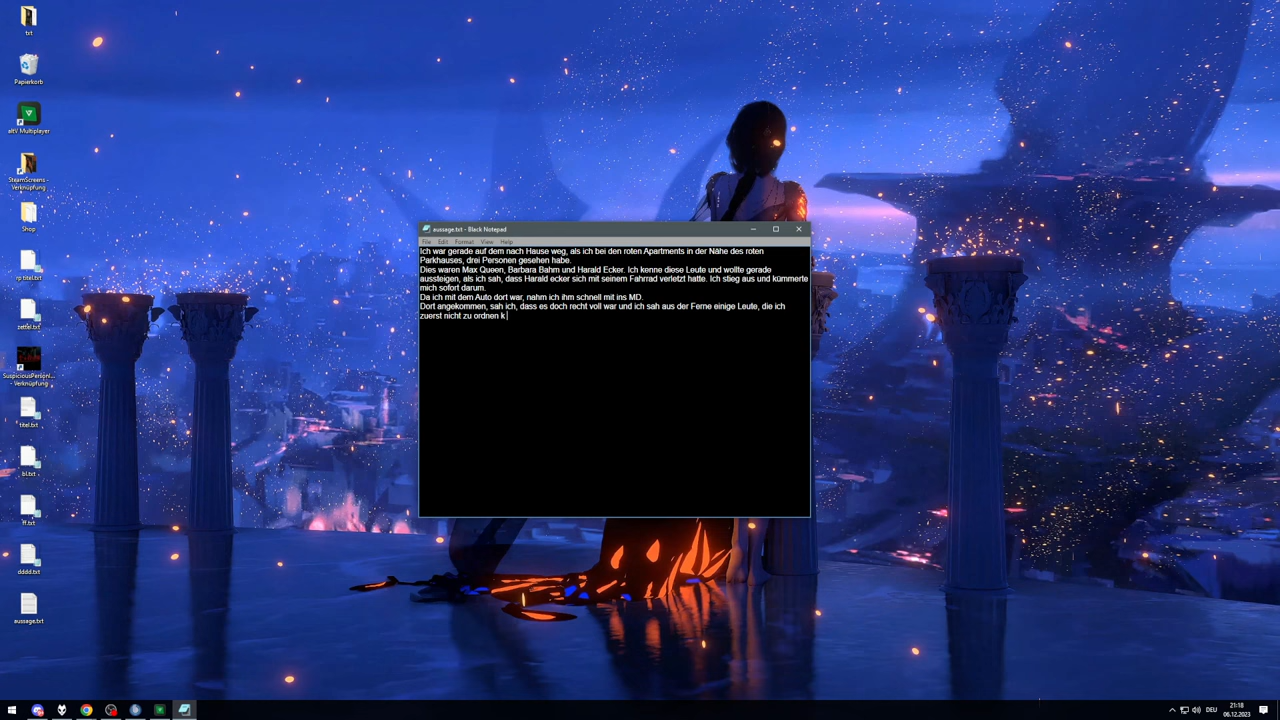 txt
Papierkorb
altV Multiplayer
SteamScreens -
Verknüpfung
Shop
rp titel.txt
zettel.txt
SuspiciousPersonl...
Verknüpfung
titel.txt
bl.txt
ff.txt
dddd.txt
aussage.txt
aussage.txt - Black Notepad
File Edit Format View Help
Ich war gerade auf dem nach Hause weg, als ich bei den roten Apartments in der Nähe des roten
Parkhauses, drei Personen gesehen habe.
Dies waren Max Queen, Barbara Bahm und Harald Ecker. Ich kenne diese Leute und wollte gerade
aussteigen, als ich sah, dass Harald ecker sich mit seinem Fahrrad verletzt hatte. Ich stieg aus und kümmerte
mich sofort darum.
Da ich mit dem Auto dort war, nahm ich ihm schnell mit ins MD.
Dort angekommen, sah ich, dass es doch recht voll war und ich sah aus der Ferne einige Leute, die ich
zuerst nicht zu ordnen k
DEU
21:18
06.12.2023